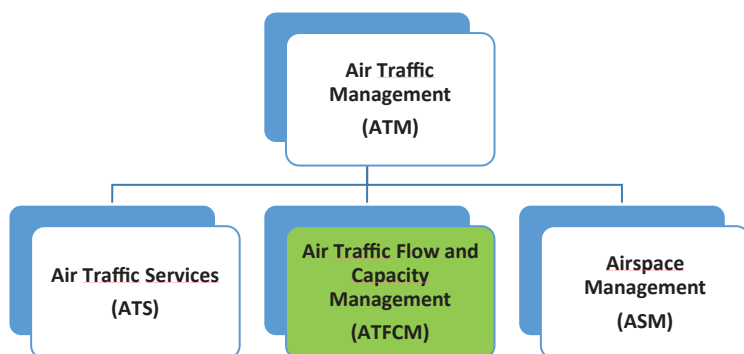 Air Traffic
Management
(ATM)
Air Traffic Services
(ATS)
Air Traffic Flow and
Capacity
Management
(ATFCM)
Airspace
Management
(ASM)